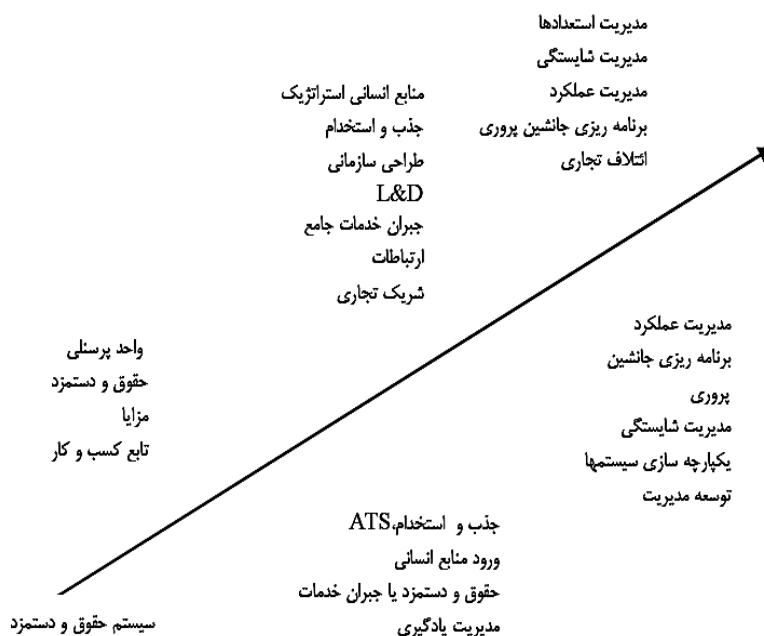 مدیریت استعدادها
مدیریت شایستگی
مدیریت عملکرد
برنامه ریزی جانشین پروری
ائتلاف تجاری
منابع انسانی استراتژیک
جذب و استخدام
طراحی سازمانی
L&D
جبران خدمات جامع
ارتباطات
شریک تجاری
واحد پرسنلی
حقوق و دستمزد
مزایا
تابع کسب و کار
مدیریت عملکرد
برنامه ریزی جانشین
پروری
مدیریت شایستگی
یکپارچه سازی سیستمها
توسعه مدیریت
جذب و استخدام،ATS
ورود منابع انسانی
حقوق و دستمزد یا جبران خدمات
مدیریت یادگیری
سیستم حقوق و دستمزد